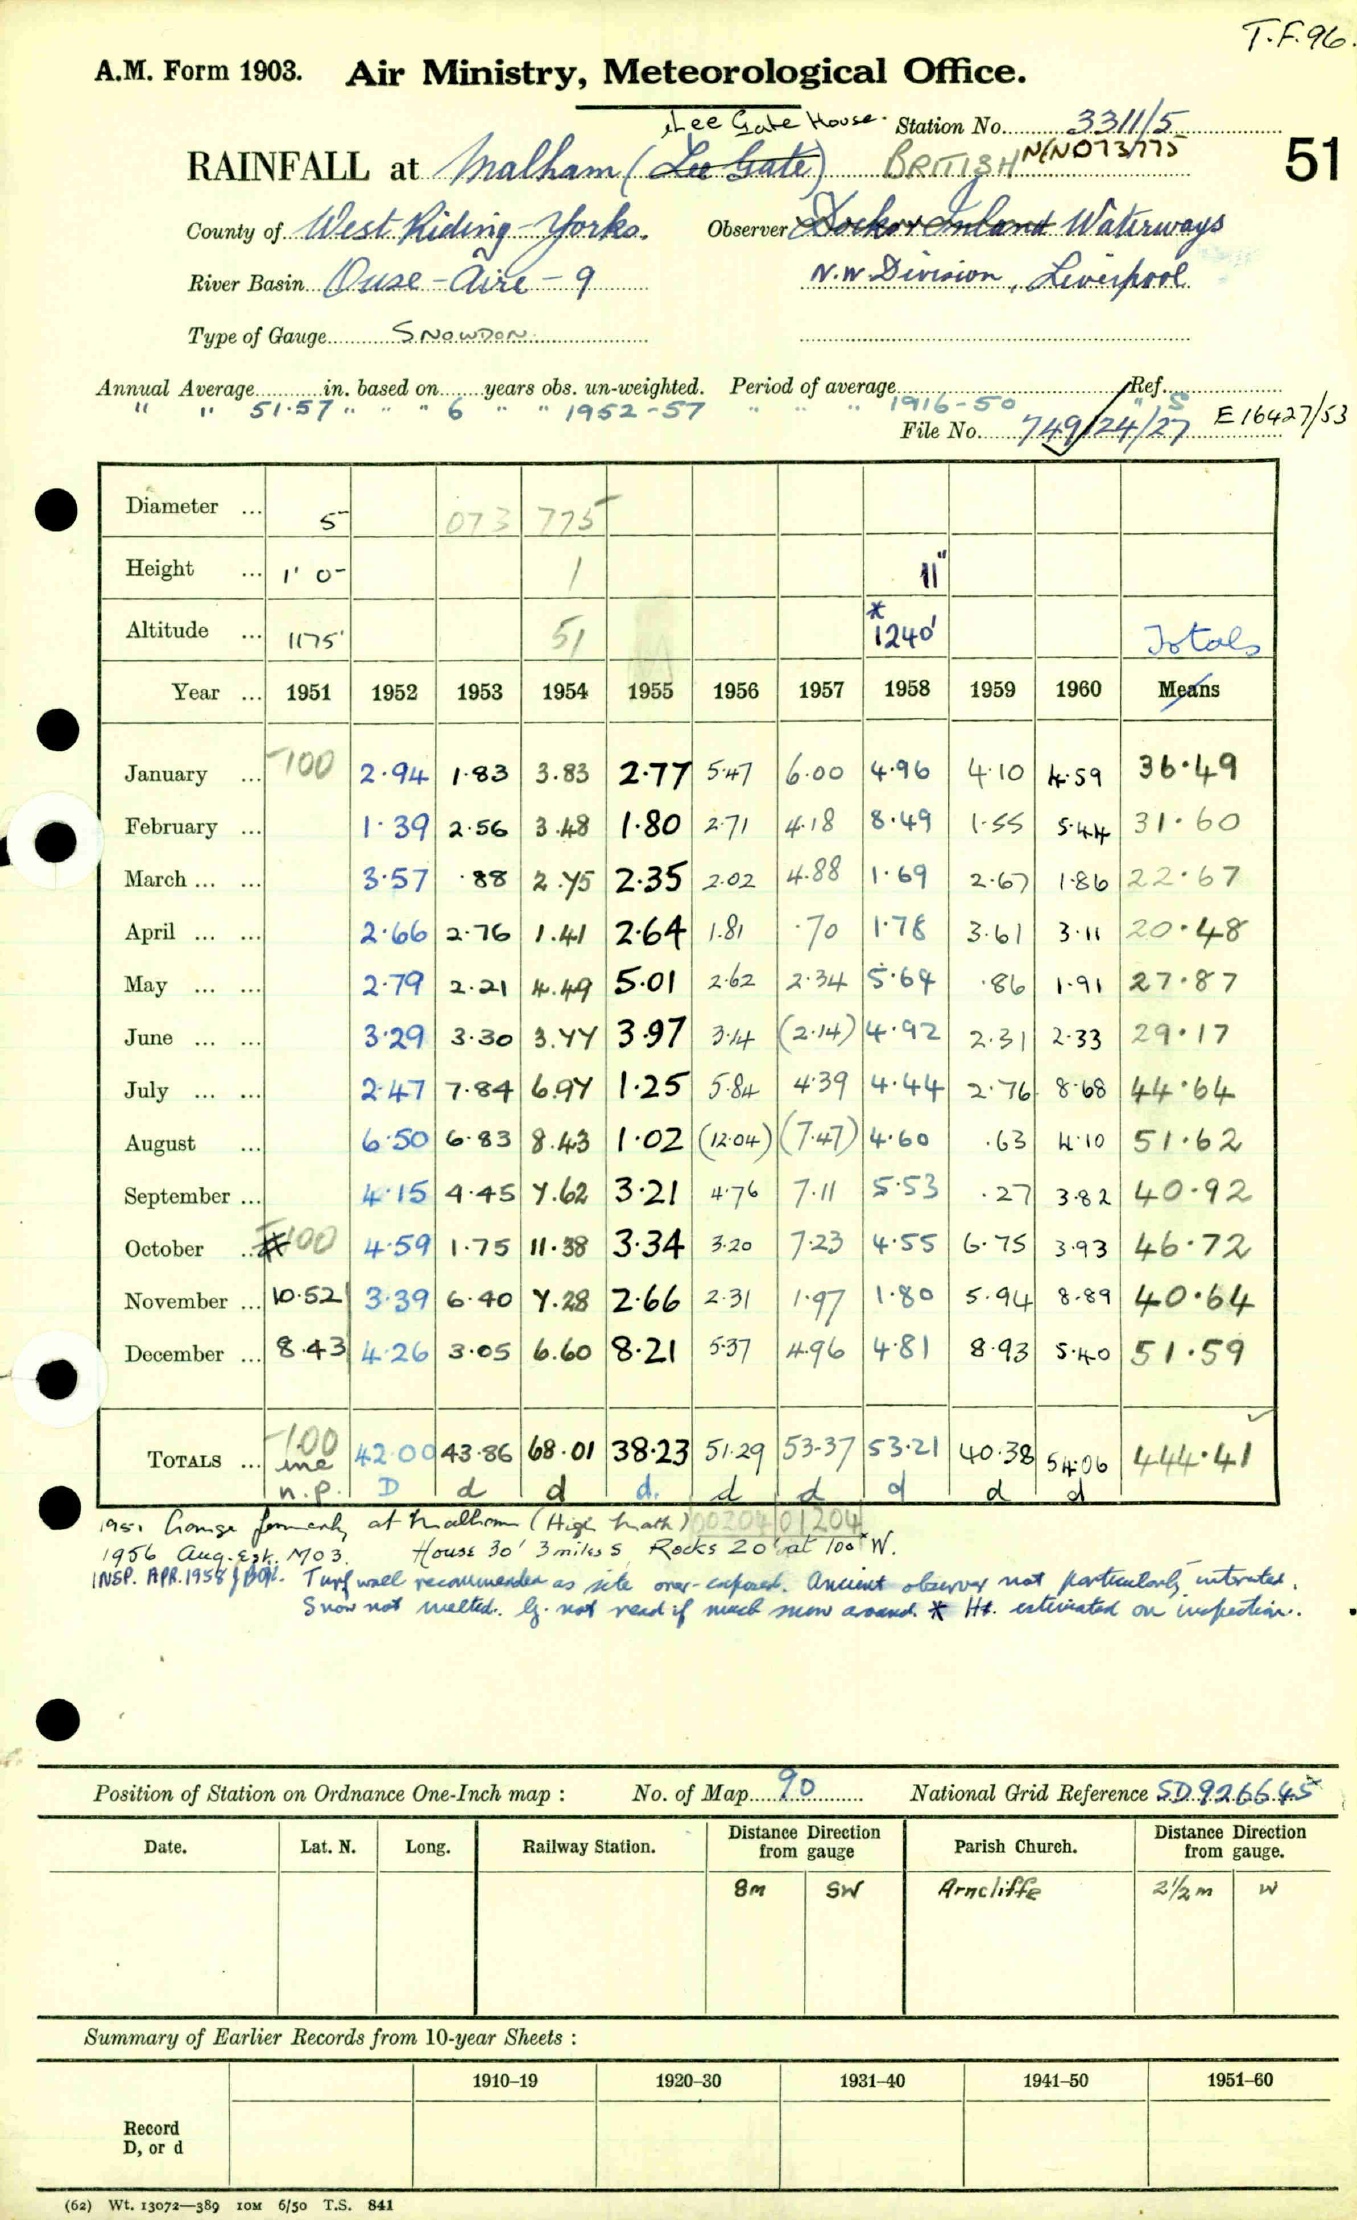 T.F.96.
A.M. Form 1903. Air Ministry, Meteorological Office.
Lee Gate House. Station No. 3311/5
RAINFALL at Malham (Lee Gate) BRITISH N(N)073775 51
County of West Riding - Yorks. Observer Docks & Inland Waterways
River Basin Ouse - Aire - 9 N.W Division, Liverpool
Type of Gauge SNOWDON
Annual Average in. based on years obs. un-weighted. Period of average Ref.
" " 51.57 " " " 6 " " 1952-57 " " " 1916-50 " 5
File No. 749/24/27 E 16427/53
Diameter ... 5 073 775
Height ... 1' 0" 1 11"
Altitude ... 1175' 51 * 1240' Totals
Year ... 1951 1952 1953 1954 1955 1956 1957 1958 1959 1960 Means
January ... -100 2.94 1.83 3.83 2.77 5.47 6.00 4.96 4.10 4.59 36.49
February ... 1.39 2.56 3.48 1.80 2.71 4.18 8.49 1.55 5.44 31.60
March ... ... 3.57 .88 2.75 2.35 2.02 4.88 1.69 2.67 1.86 22.67
April ... ... 2.66 2.76 1.41 2.64 1.81 .70 1.78 3.61 3.11 20.48
May ... ... 2.79 2.21 4.49 5.01 2.62 2.34 5.64 .86 1.91 27.87
June ... ... 3.29 3.30 3.77 3.97 3.14 (2.14) 4.92 2.31 2.33 29.17
July ... ... 2.47 7.84 6.97 1.25 5.84 4.39 4.44 2.76 8.68 44.64
August ... 6.50 6.83 8.43 1.02 (12.04) (7.47) 4.60 .63 4.10 51.62
September ... 4.15 4.45 7.62 3.21 4.76 7.11 5.53 .27 3.82 40.92
October ... -100 4.59 1.75 11.38 3.34 3.20 7.23 4.55 6.75 3.93 46.72
November ... 10.52 3.39 6.40 7.28 2.66 2.31 1.97 1.80 5.94 8.89 40.64
December ... 8.43 4.26 3.05 6.60 8.21 5.37 4.96 4.81 8.93 5.40 51.59
TOTALS ... -100 42.00 43.86 68.01 38.23 51.29 53.37 53.21 40.38 54.06 444.41
inc
n.p. D d d d. d d d d d
1951 Gauge formerly at Malham (High Mark) 00204 01204
1956 Aug. Est. M03. House 30' 3 miles S, Rocks 20' at 100' W.
INSP. APR. 1958 Turf wall recommended as site over-exposed. Ancient observer not particularly interested.
Snow not melted. G. not read if much snow around. * Ht. estimated on inspection.
Position of Station on Ordnance One-Inch map : No. of Map 90 National Grid Reference SD 926645
Date. Lat. N. Long. Railway Station. Distance Direction from gauge Parish Church. Distance Direction from gauge.
8m SW Arncliffe 2½m W
Summary of Earlier Records from 10-year Sheets :
1910–19 1920–30 1931–40 1941–50 1951–60
Record
D, or d
(62) Wt. 13072—389 10M 6/50 T.S. 841